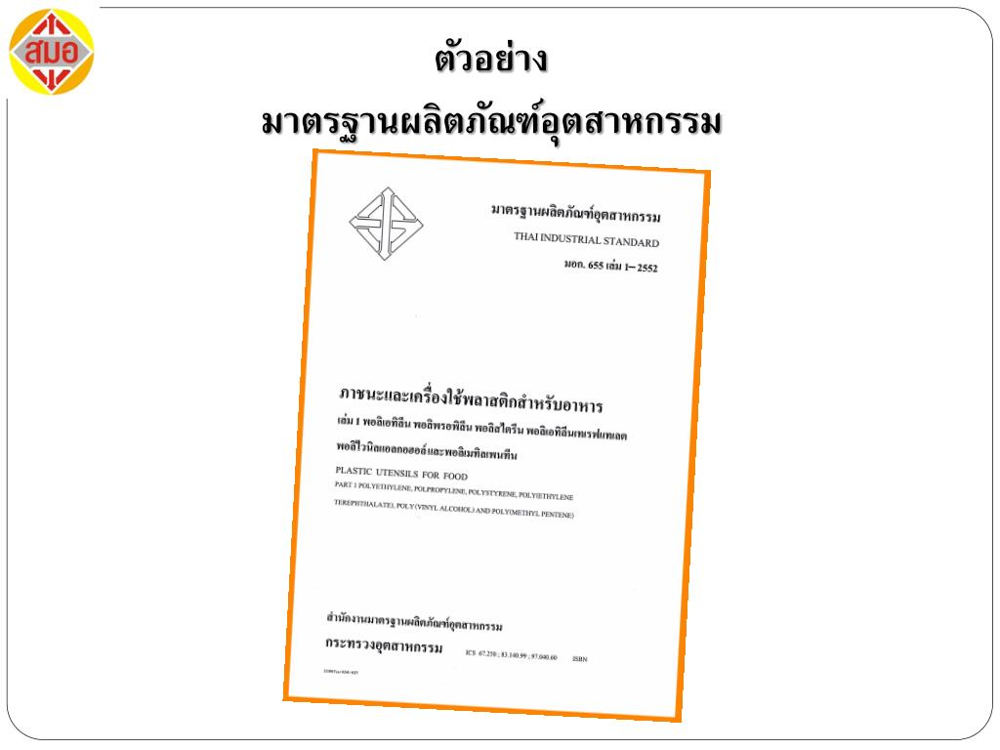 สมอ
ตัวอย่าง
มาตรฐานผลิตภัณฑ์อุตสาหกรรม
มาตรฐานผลิตภัณฑ์อุตสาหกรรม
THAI INDUSTRIAL STANDARD
มอก. 655 เล่ม 1– 2552
ภาชนะและเครื่องใช้พลาสติกสำหรับอาหาร
เล่ม 1 พอลิเอทิลีน พอลิพรอพิลีน พอลิสไตรีน พอลิเอทิลีนเทเรฟแทเลต
พอลิไวนิลแอลกอฮอล์ และพอลิเมทิลเพนทีน
PLASTIC UTENSILS FOR FOOD
PART 1 POLYETHYLENE, POLPROPYLENE, POLYSTYRENE, POLY(ETHYLENE
TEREPHTHALATE), POLY (VINYL ALCOHOL) AND POLY(METHYL PENTENE)
สำนักงานมาตรฐานผลิตภัณฑ์อุตสาหกรรม
กระทรวงอุตสาหกรรม
ICS 67.250 ; 83.140.99 ; 97.040.60 ISBN